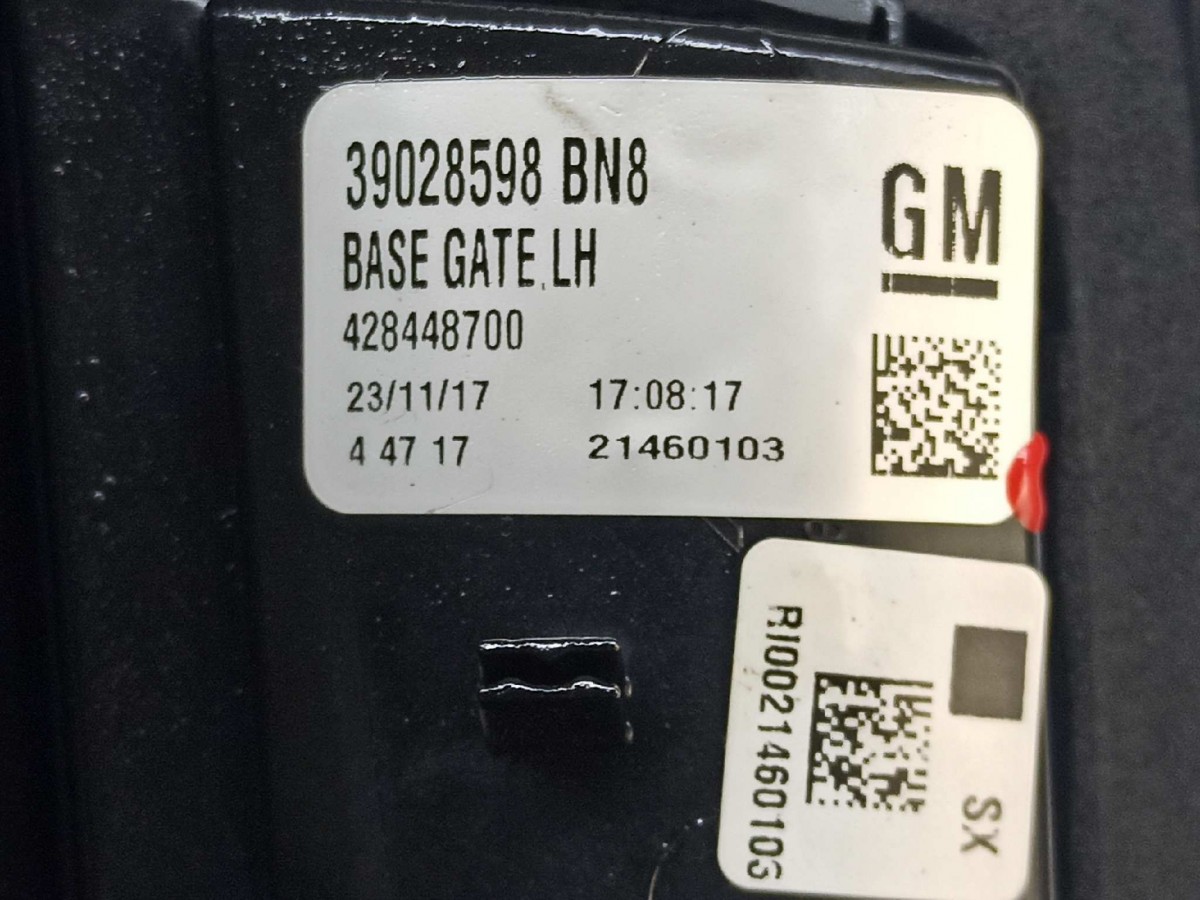 39028598 BN8
BASE GATE,LH
428448700
23/11/17 17:08:17
4 47 17 21460103
GM
RI0021460103
SX